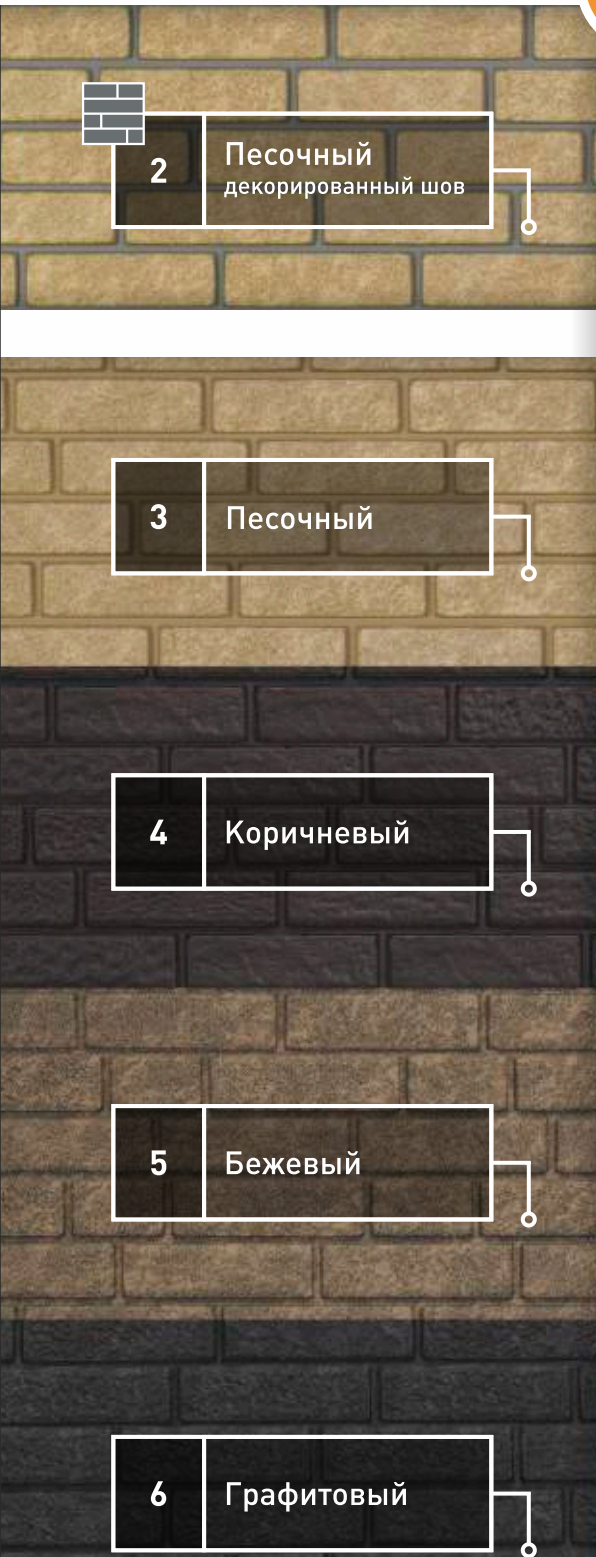 2
Песочный
декорированный шов
3
Песочный
4
Коричневый
5
Бежевый
6
Графитовый